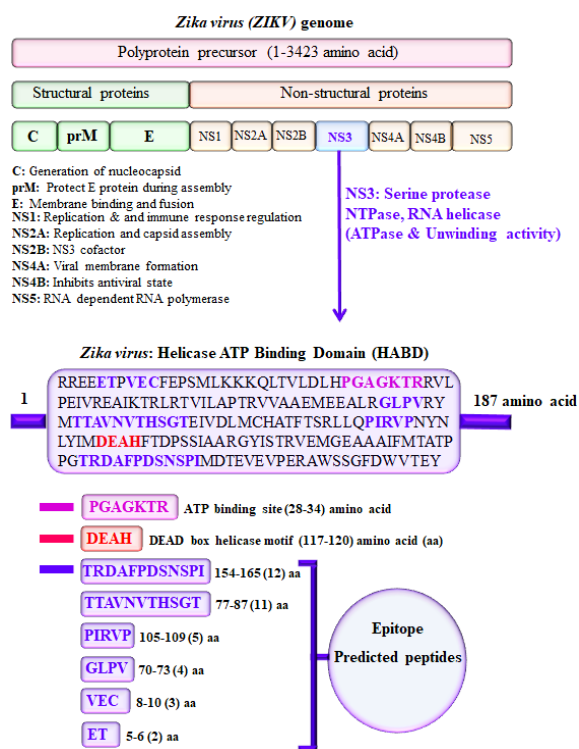 Zika virus (ZIKV) genome
Polyprotein precursor (1-3423 amino acid)
Structural proteins
Non-structural proteins
C
prM
E
NS1
NS2A
NS2B
NS3
NS4A
NS4B
NS5
C: Generation of nucleocapsid
prM: Protect E protein during assembly
E: Membrane binding and fusion
NS1: Replication & and immune response regulation
NS2A: Replication and capsid assembly
NS2B: NS3 cofactor
NS4A: Viral membrane formation
NS4B: Inhibits antiviral state
NS5: RNA dependent RNA polymerase
NS3: Serine protease
NTPase, RNA helicase
(ATPase & Unwinding activity)
Zika virus: Helicase ATP Binding Domain (HABD)
1
RREEETPVECFEPSMLKKKQLTVLDLHPGAGKTRRVL
PEIVREAIKTRLRTVILAPTRVVAAEMEEALRGLPVRY
MTTAVNVTHSGTEIVDLMCHATFTSRLLQPIRVPNYN
LYIMDEAHFTDPSSIAARGYISTRVEMGEAAAIFMTATP
PGTRDAFPDSNSPIMDTEVEVPERAWSSGFDWVTEY
187 amino acid
PGAGKTR ATP binding site (28-34) amino acid
DEAH DEAD box helicase motif (117-120) amino acid (aa)
TRDAFPDSNSPI 154-165 (12) aa
TTAVNVTHSGT 77-87 (11) aa
PIRVP 105-109 (5) aa
GLPV 70-73 (4) aa
VEC 8-10 (3) aa
ET 5-6 (2) aa
Epitope
Predicted peptides